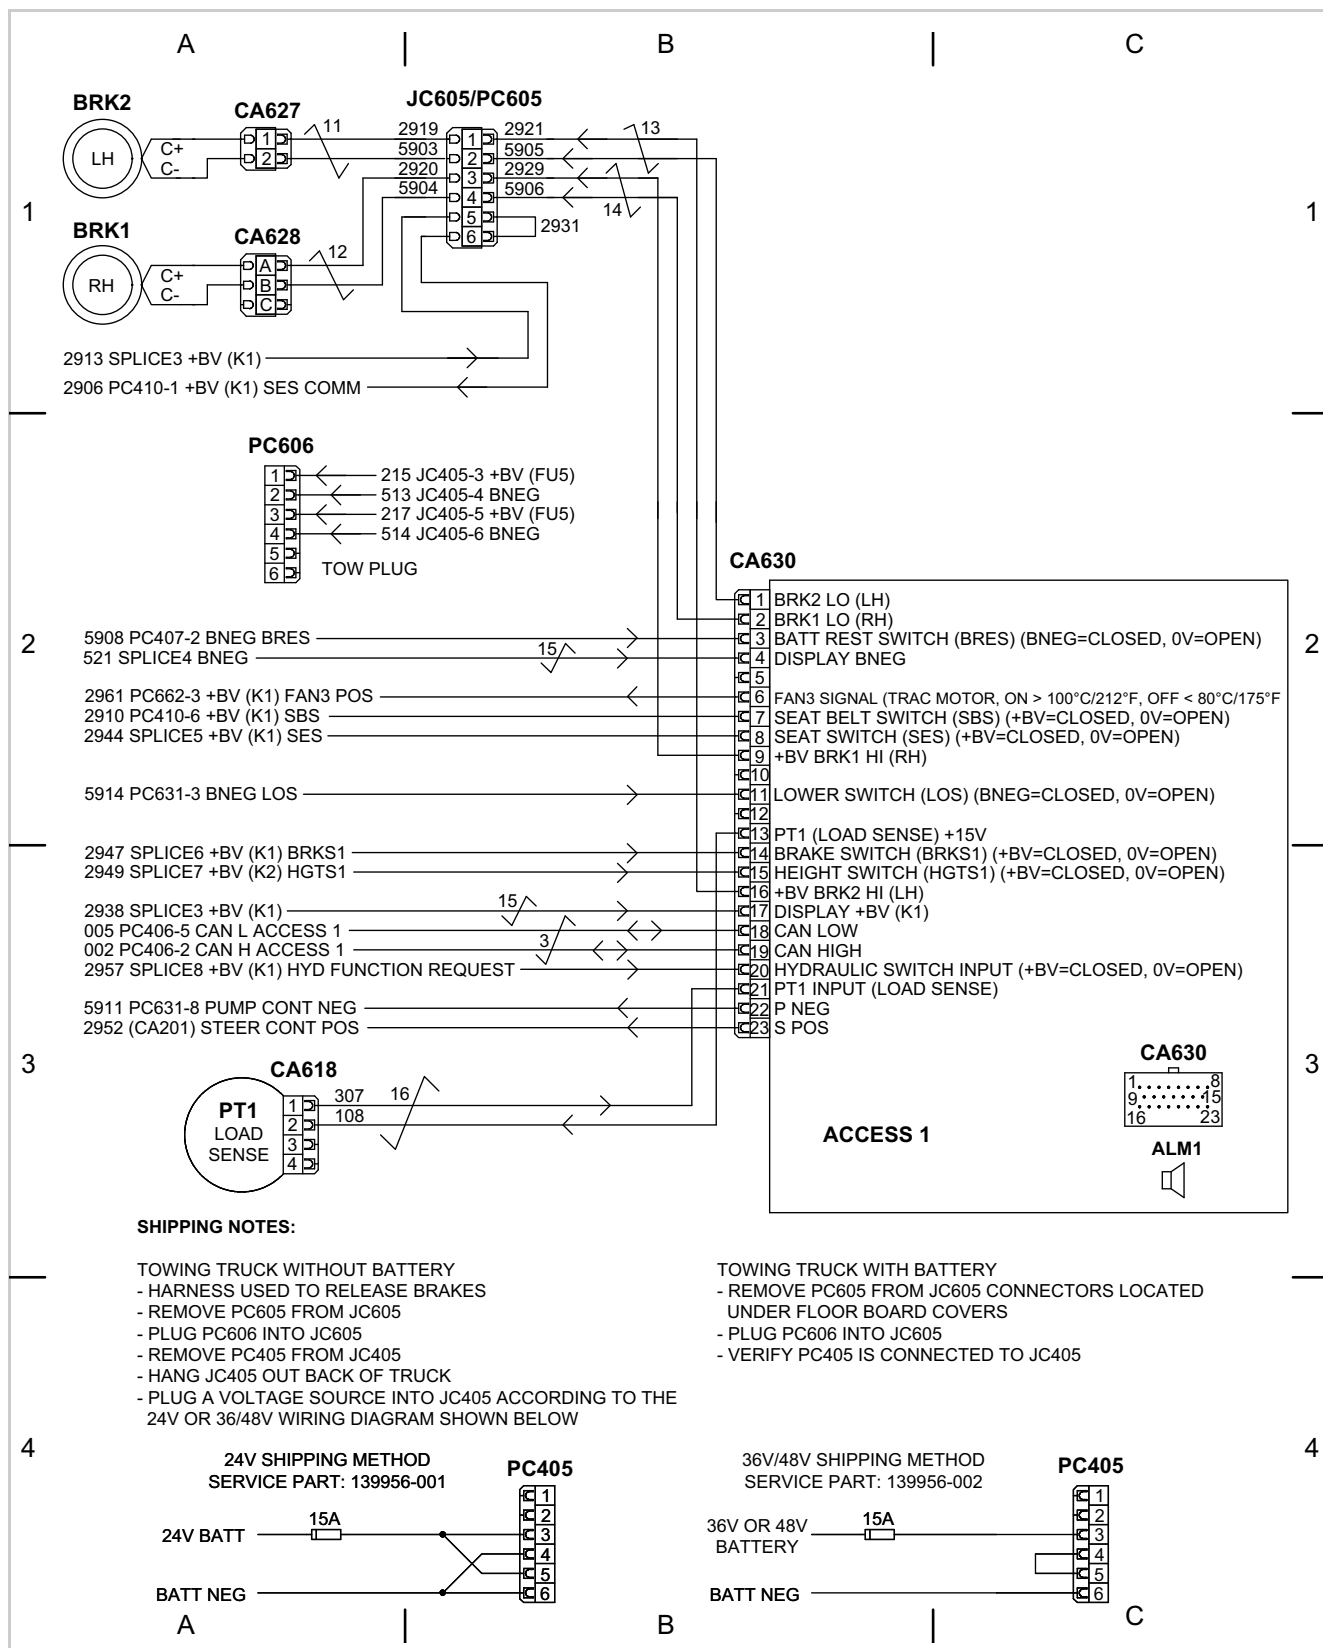 A B C
BRK2 CA627 JC605/PC605
LH C+ C- 1 2 11
2919 1 2921 13
5903 2 5905
2920 3 2929
5904 4 5906 14
5 2931
6
1 1
BRK1 CA628
RH C+ C- A B C 12
2913 SPLICE3 +BV (K1)
2906 PC410-1 +BV (K1) SES COMM
PC606
1 215 JC405-3 +BV (FU5)
2 513 JC405-4 BNEG
3 217 JC405-5 +BV (FU5)
4 514 JC405-6 BNEG
5
6 TOW PLUG
CA630
1 BRK2 LO (LH)
2 BRK1 LO (RH)
2 2
5908 PC407-2 BNEG BRES 3 BATT REST SWITCH (BRES) (BNEG=CLOSED, 0V=OPEN)
521 SPLICE4 BNEG 15 4 DISPLAY BNEG
5
2961 PC662-3 +BV (K1) FAN3 POS 6 FAN3 SIGNAL (TRAC MOTOR, ON > 100°C/212°F, OFF < 80°C/175°F
2910 PC410-6 +BV (K1) SBS 7 SEAT BELT SWITCH (SBS) (+BV=CLOSED, 0V=OPEN)
2944 SPLICE5 +BV (K1) SES 8 SEAT SWITCH (SES) (+BV=CLOSED, 0V=OPEN)
9 +BV BRK1 HI (RH)
10
5914 PC631-3 BNEG LOS 11 LOWER SWITCH (LOS) (BNEG=CLOSED, 0V=OPEN)
12
13 PT1 (LOAD SENSE) +15V
2947 SPLICE6 +BV (K1) BRKS1 14 BRAKE SWITCH (BRKS1) (+BV=CLOSED, 0V=OPEN)
2949 SPLICE7 +BV (K2) HGTS1 15 HEIGHT SWITCH (HGTS1) (+BV=CLOSED, 0V=OPEN)
16 +BV BRK2 HI (LH)
2938 SPLICE3 +BV (K1) 15 17 DISPLAY +BV (K1)
005 PC406-5 CAN L ACCESS 1 18 CAN LOW
002 PC406-2 CAN H ACCESS 1 3 19 CAN HIGH
2957 SPLICE8 +BV (K1) HYD FUNCTION REQUEST 20 HYDRAULIC SWITCH INPUT (+BV=CLOSED, 0V=OPEN)
21 PT1 INPUT (LOAD SENSE)
5911 PC631-8 PUMP CONT NEG 22 P NEG
2952 (CA201) STEER CONT POS 23 S POS
3 3
CA618
PT1
LOAD
SENSE
1 307 16
2 108
3
4
CA630
1 8
9 15
16 23
ACCESS 1
ALM1
SHIPPING NOTES:
TOWING TRUCK WITHOUT BATTERY
- HARNESS USED TO RELEASE BRAKES
- REMOVE PC605 FROM JC605
- PLUG PC606 INTO JC605
- REMOVE PC405 FROM JC405
- HANG JC405 OUT BACK OF TRUCK
- PLUG A VOLTAGE SOURCE INTO JC405 ACCORDING TO THE
24V OR 36/48V WIRING DIAGRAM SHOWN BELOW
TOWING TRUCK WITH BATTERY
- REMOVE PC605 FROM JC605 CONNECTORS LOCATED
UNDER FLOOR BOARD COVERS
- PLUG PC606 INTO JC605
- VERIFY PC405 IS CONNECTED TO JC405
4 4
24V SHIPPING METHOD
SERVICE PART: 139956-001
PC405
24V BATT 15A
BATT NEG
1
2
3
4
5
6
36V/48V SHIPPING METHOD
SERVICE PART: 139956-002
PC405
36V OR 48V
BATTERY
15A
BATT NEG
1
2
3
4
5
6
A B C